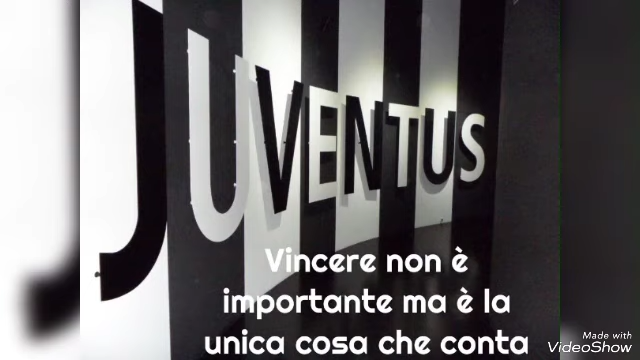 JUVENTUS
Vincere non è
importante ma è la
unica cosa che conta
Made with
VideoShow